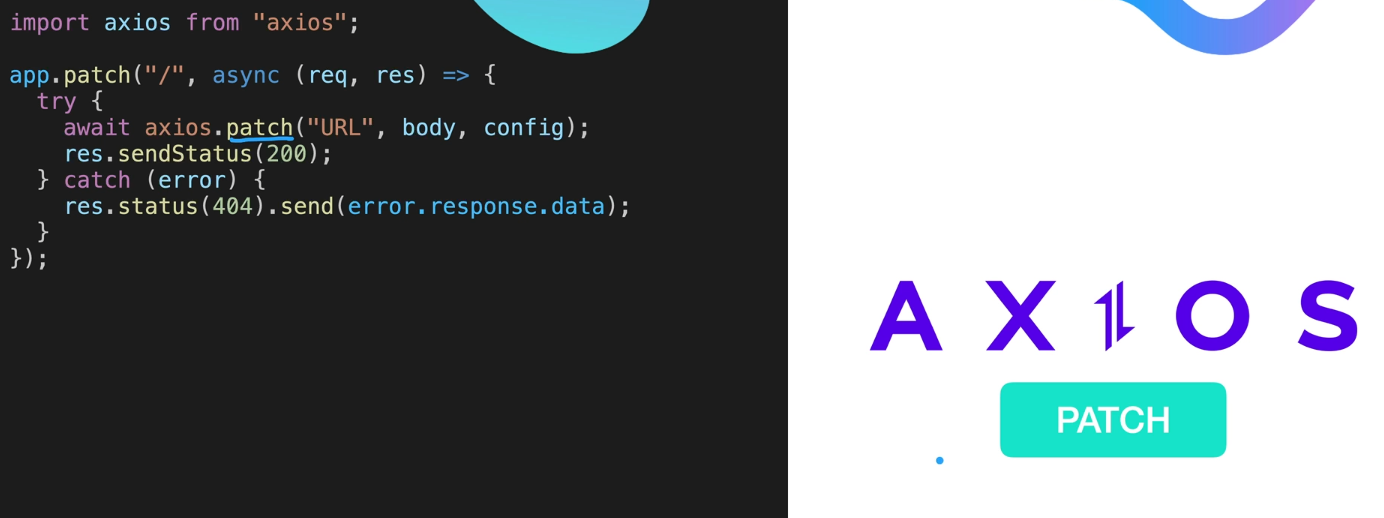 import axios from "axios";
app.patch("/", async (req, res) => {
  try {
    await axios.patch("URL", body, config);
    res.sendStatus(200);
  } catch (error) {
    res.status(404).send(error.response.data);
  }
});
AXIOS
PATCH